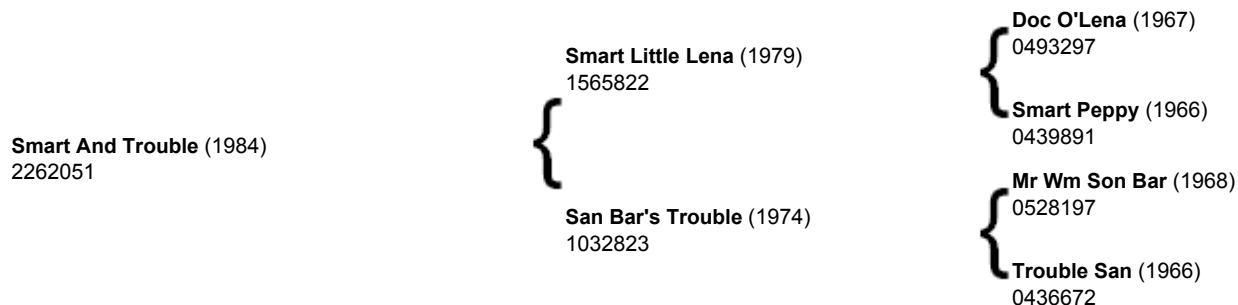 Smart And Trouble (1984)
2262051
Smart Little Lena (1979)
1565822
San Bar's Trouble (1974)
1032823
Doc O'Lena (1967)
0493297
Smart Peppy (1966)
0439891
Mr Wm Son Bar (1968)
0528197
Trouble San (1966)
0436672